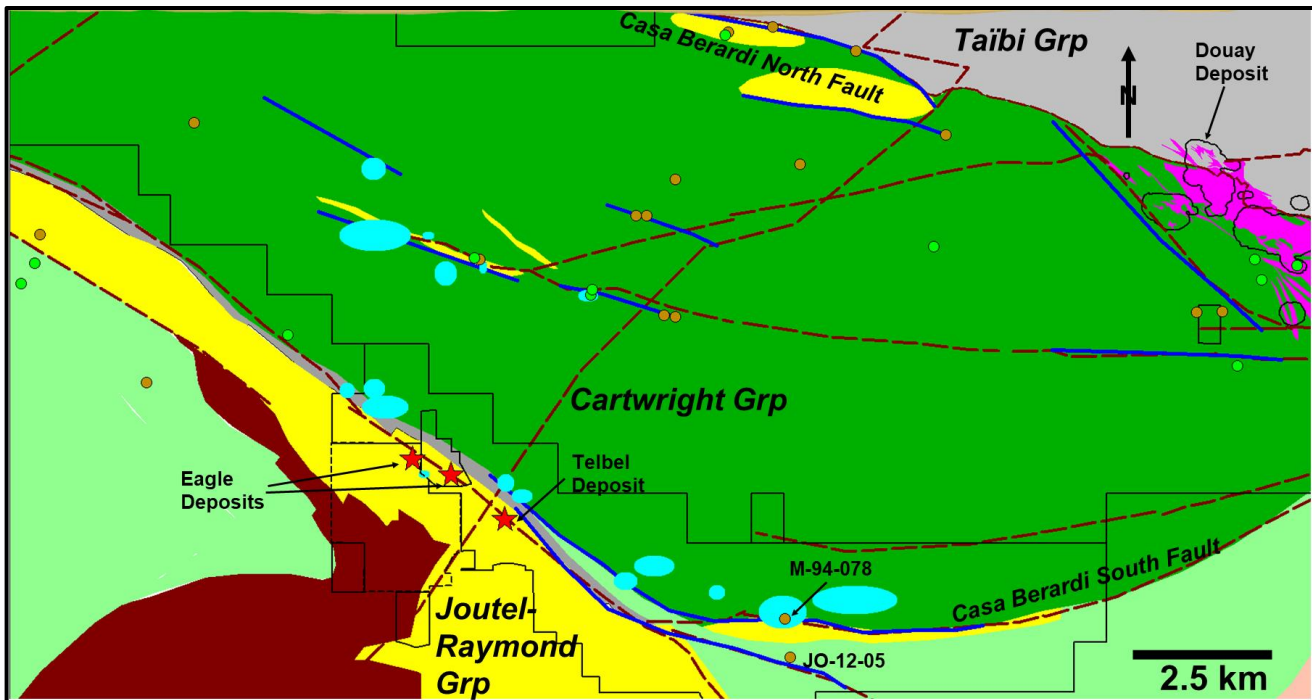 Casa Berardi North Fault
Taïbi Grp
Douay
Deposit
N
Cartwright Grp
Eagle
Deposits
Telbel
Deposit
M-94-078
Casa Berardi South Fault
Joutel-
Raymond
Grp
JO-12-05
2.5 km